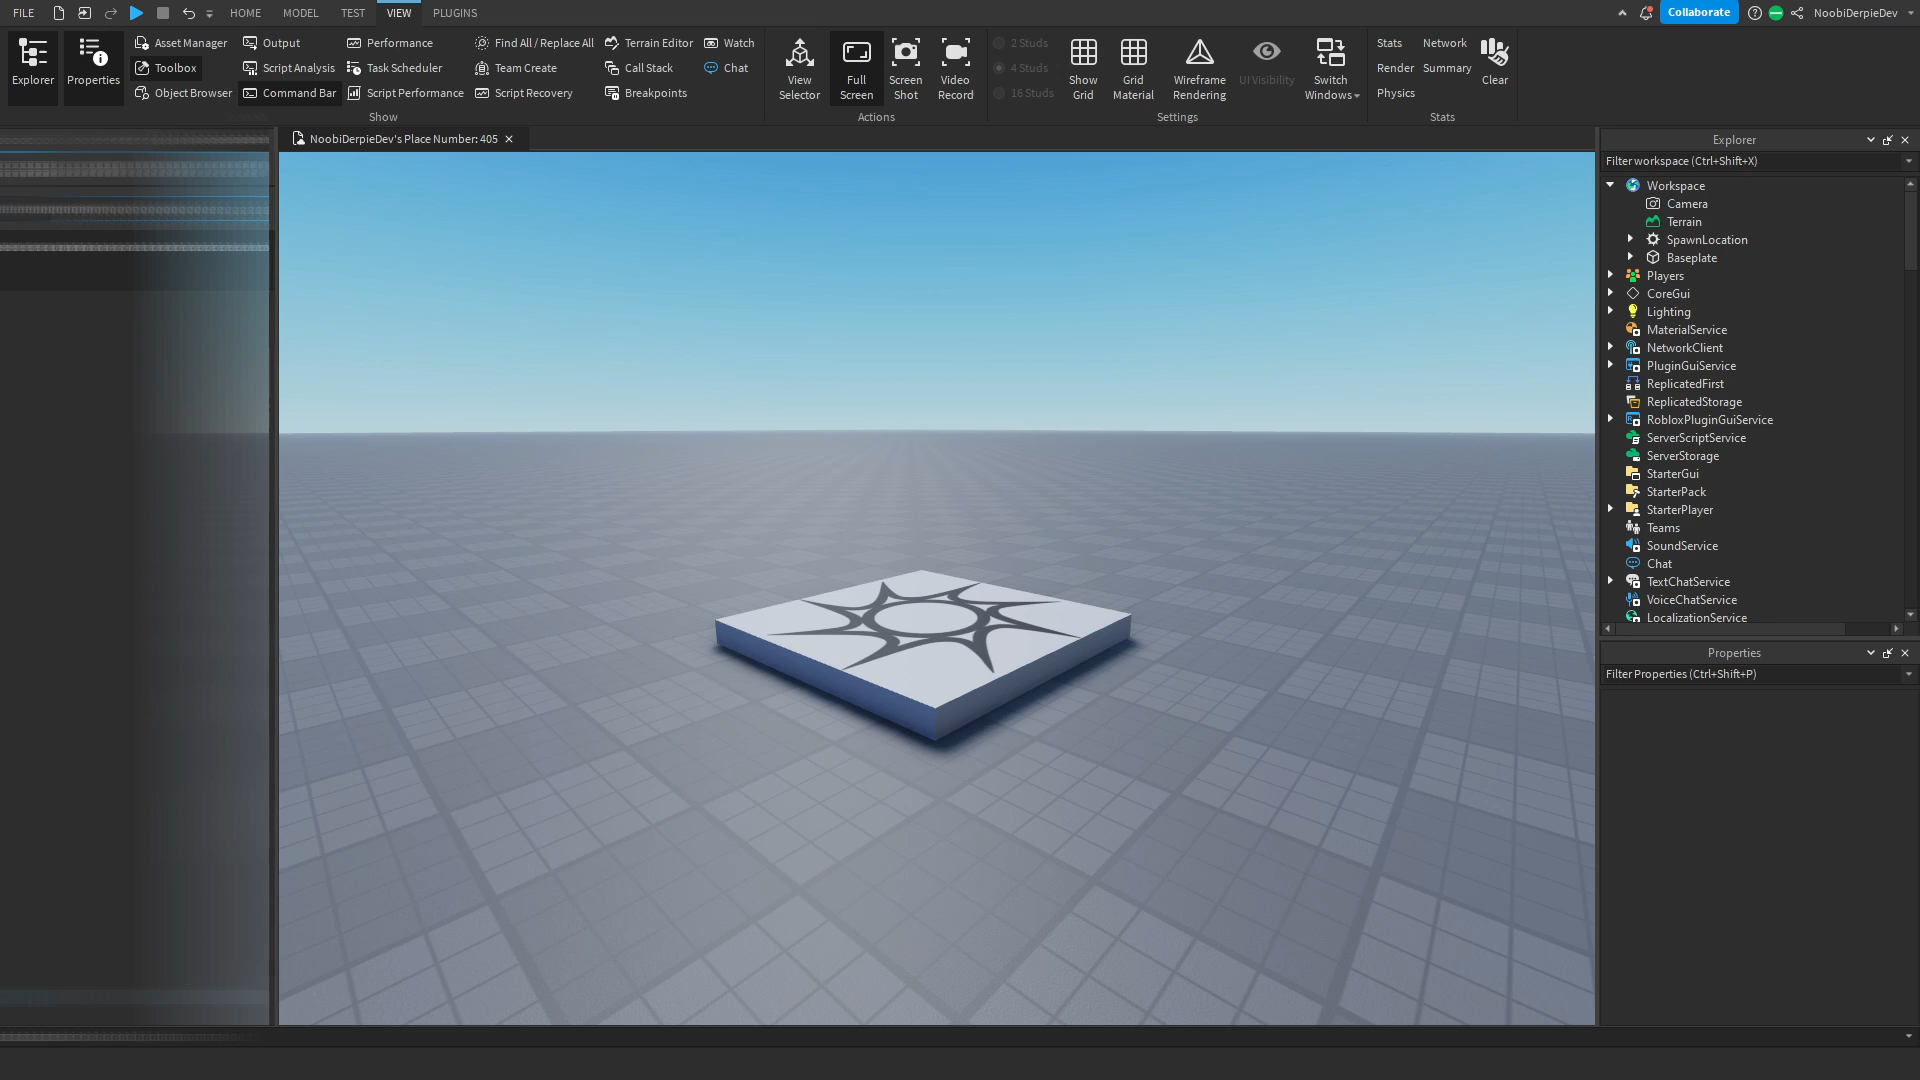 FILE HOME MODEL TEST VIEW PLUGINS Collaborate NoobiDerpieDev
Explorer
Properties
Asset Manager
Toolbox
Object Browser
Output
Script Analysis
Command Bar
Performance
Task Scheduler
Script Performance
Find All / Replace All
Team Create
Script Recovery
Terrain Editor
Call Stack
Breakpoints
Watch
Chat
Show
View
Selector
Full
Screen
Screen
Shot
Video
Record
Actions
2 Studs
4 Studs
16 Studs
Show
Grid
Grid
Material
Wireframe
Rendering
UI Visibility
Switch
Windows
Settings
Stats
Network
Render
Summary
Physics
Clear
Stats
NoobiDerpieDev's Place Number: 405
Explorer
Filter workspace (Ctrl+Shift+X)
Workspace
Camera
Terrain
SpawnLocation
Baseplate
Players
CoreGui
Lighting
MaterialService
NetworkClient
PluginGuiService
ReplicatedFirst
ReplicatedStorage
RobloxPluginGuiService
ServerScriptService
ServerStorage
StarterGui
StarterPack
StarterPlayer
Teams
SoundService
Chat
TextChatService
VoiceChatService
LocalizationService
Properties
Filter Properties (Ctrl+Shift+P)